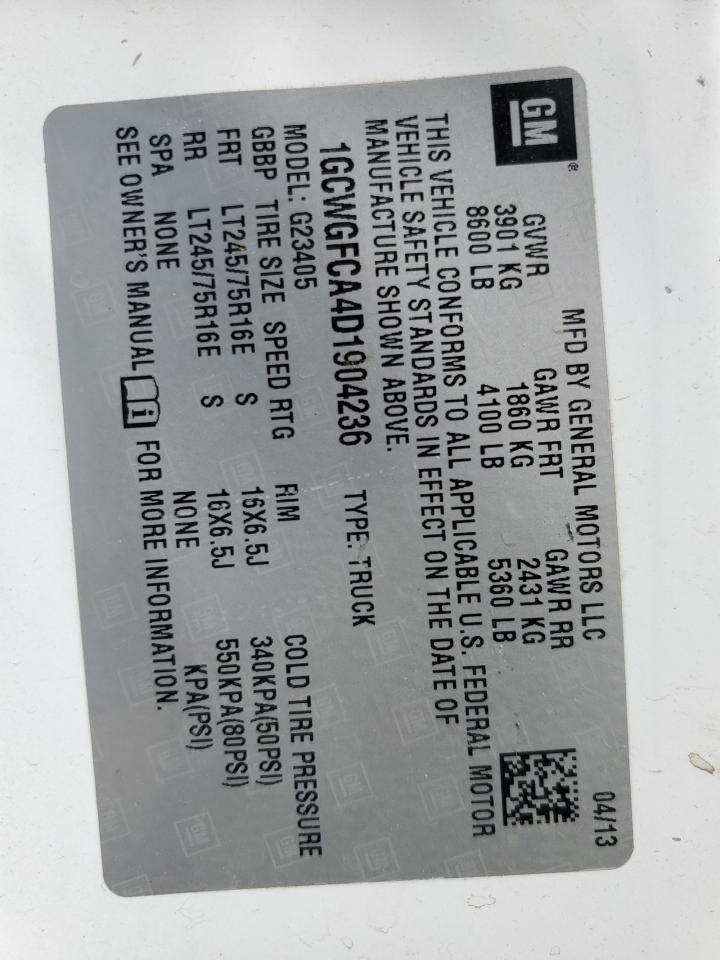 GM
MFD BY GENERAL MOTORS LLC 04/13
GVWR GAWR FRT GAWR RR
3901 KG 1860 KG 2431 KG
8600 LB 4100 LB 5360 LB
THIS VEHICLE CONFORMS TO ALL APPLICABLE U.S. FEDERAL MOTOR
VEHICLE SAFETY STANDARDS IN EFFECT ON THE DATE OF
MANUFACTURE SHOWN ABOVE.
1GCWGFCA4D1904236 TYPE: TRUCK
MODEL: G23405
GBBP TIRE SIZE SPEED RTG RIM COLD TIRE PRESSURE
FRT LT245/75R16E S 16X6.5J 340KPA(50PSI)
RR LT245/75R16E S 16X6.5J 550KPA(80PSI)
SPA NONE NONE KPA(PSI)
SEE OWNER'S MANUAL i FOR MORE INFORMATION.